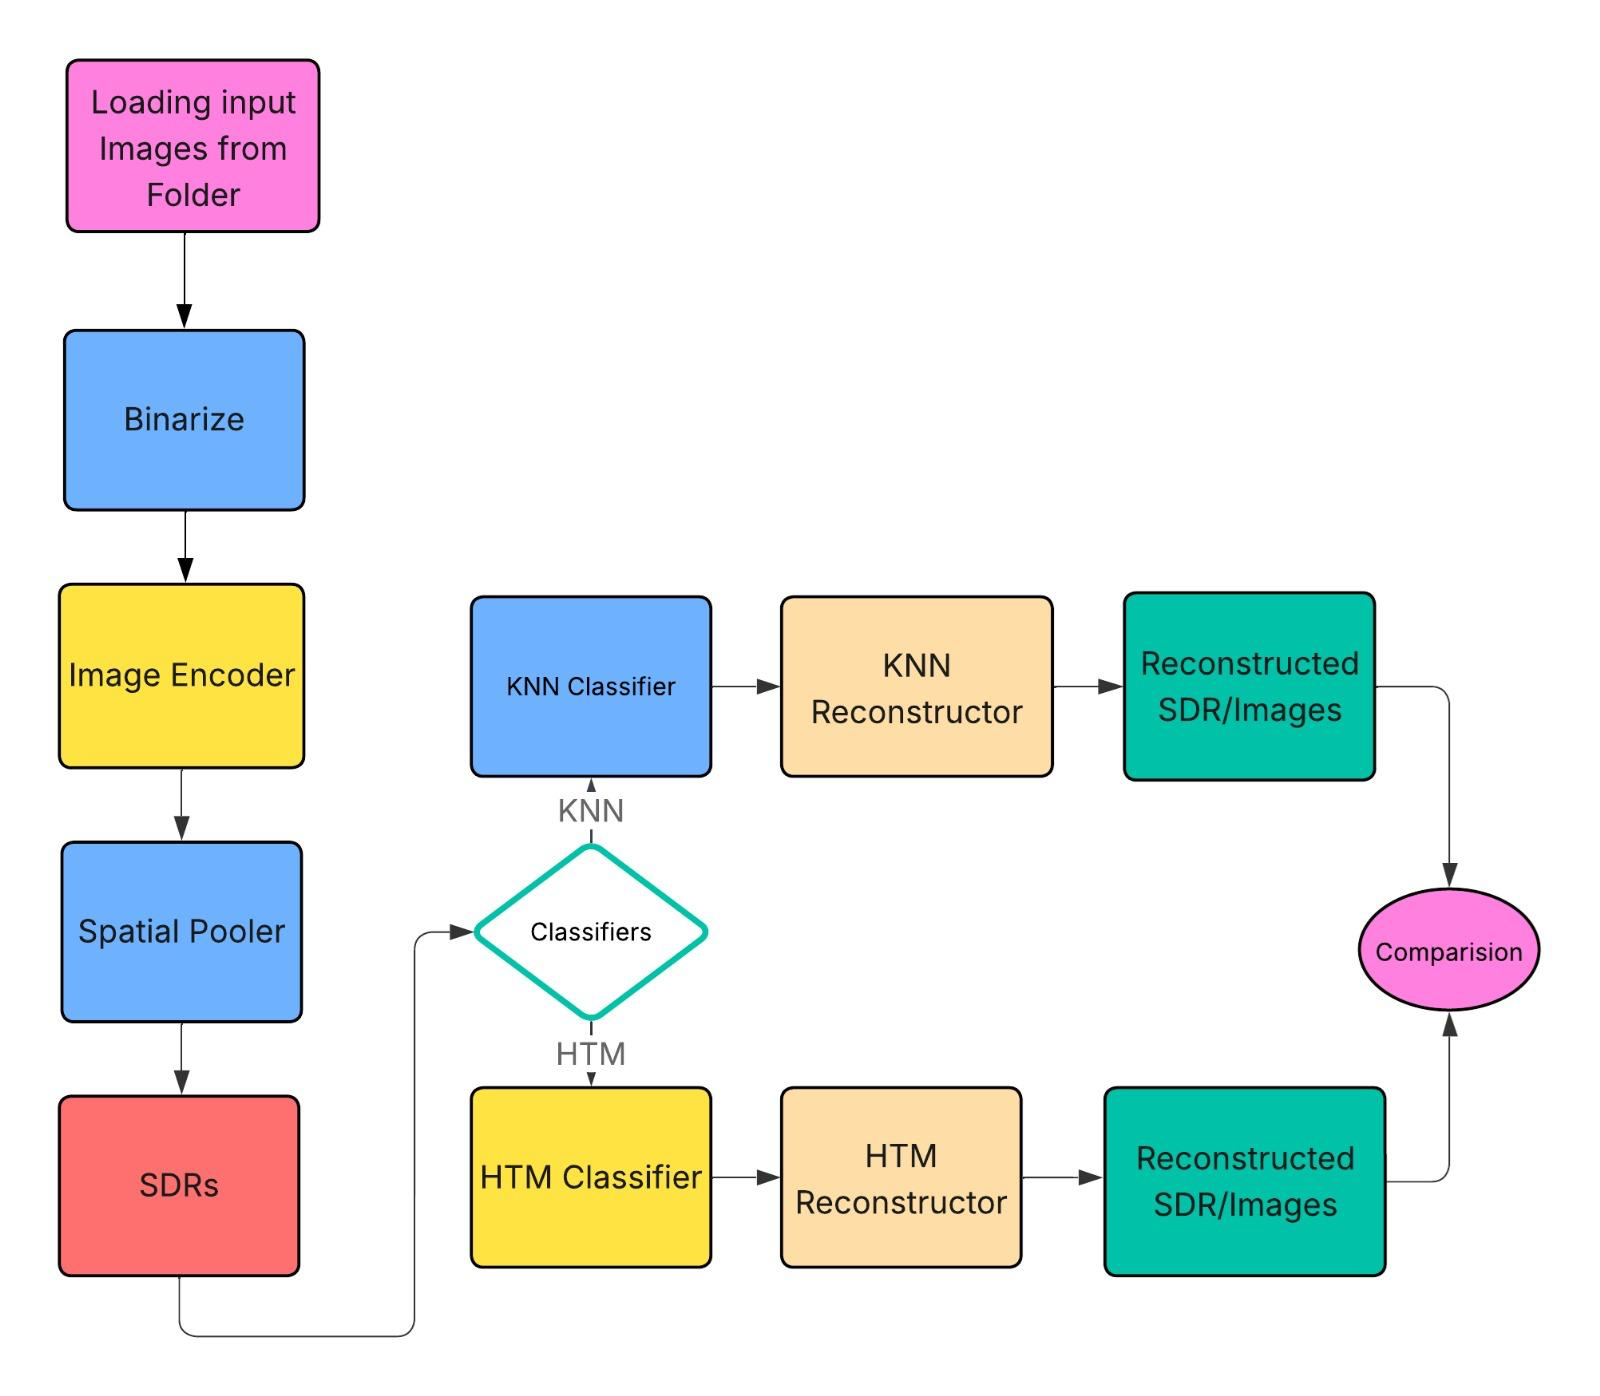 Loading input
Images from
Folder
Binarize
Image Encoder
Spatial Pooler
SDRs
Classifiers
KNN
KNN Classifier
KNN
Reconstructor
Reconstructed
SDR/Images
HTM
HTM Classifier
HTM
Reconstructor
Reconstructed
SDR/Images
Comparision